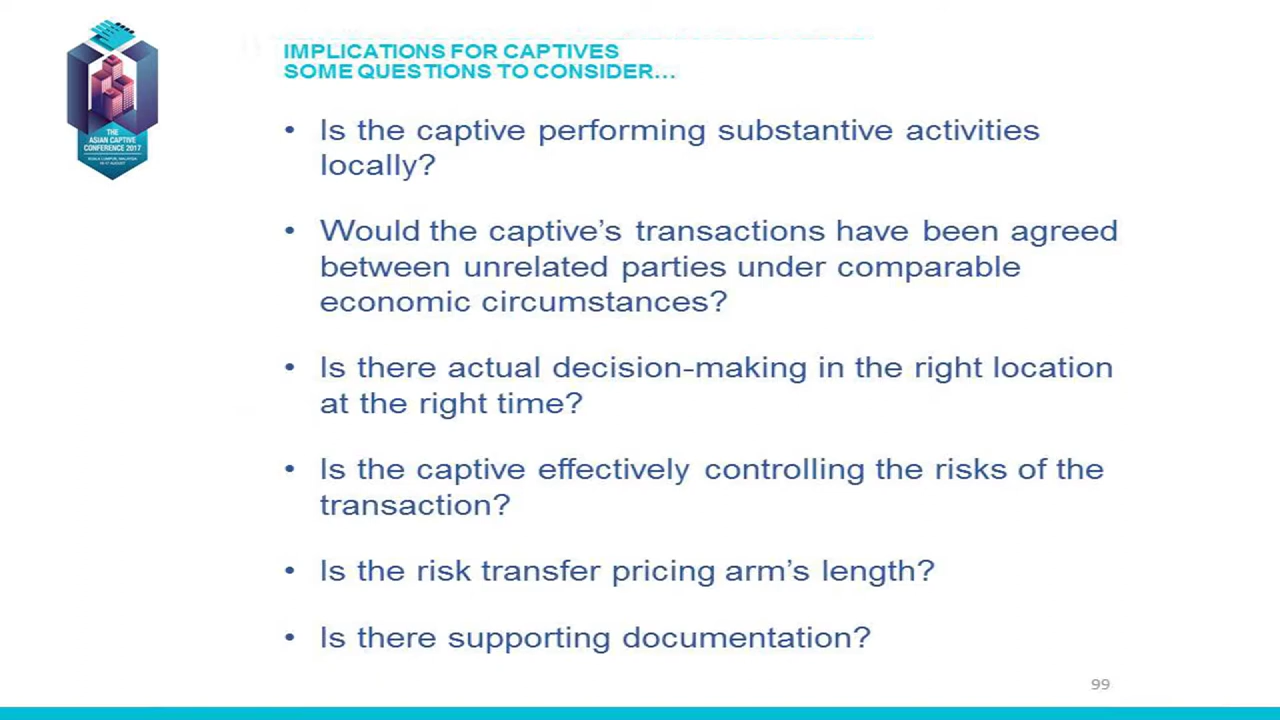 IMPLICATIONS FOR CAPTIVES
SOME QUESTIONS TO CONSIDER…
THE
ASIAN CAPTIVE
CONFERENCE 2017
KUALA LUMPUR, MALAYSIA
• Is the captive performing substantive activities
locally?
• Would the captive’s transactions have been agreed
between unrelated parties under comparable
economic circumstances?
• Is there actual decision-making in the right location
at the right time?
• Is the captive effectively controlling the risks of the
transaction?
• Is the risk transfer pricing arm’s length?
• Is there supporting documentation?
99